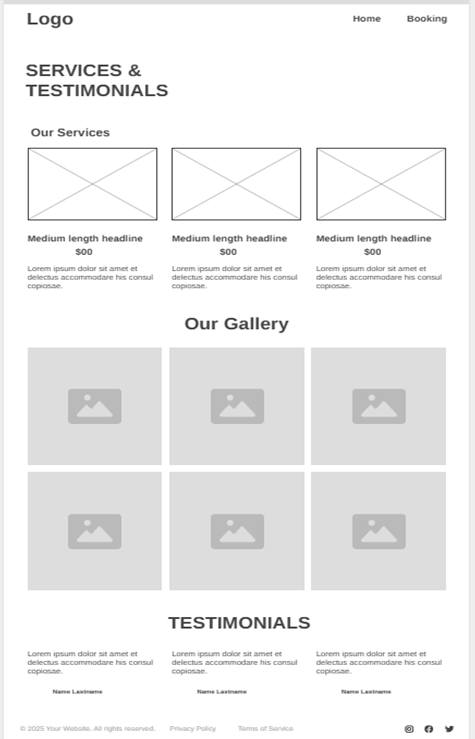 Logo
Home Booking
SERVICES &
TESTIMONIALS
Our Services
Medium length headline
$00
Lorem ipsum dolor sit amet et
delectus accommodare his consul
copiosae.
Medium length headline
$00
Lorem ipsum dolor sit amet et
delectus accommodare his consul
copiosae.
Medium length headline
$00
Lorem ipsum dolor sit amet et
delectus accommodare his consul
copiosae.
Our Gallery
TESTIMONIALS
Lorem ipsum dolor sit amet et
delectus accommodare his consul
copiosae.
Name Lastname
Lorem ipsum dolor sit amet et
delectus accommodare his consul
copiosae.
Name Lastname
Lorem ipsum dolor sit amet et
delectus accommodare his consul
copiosae.
Name Lastname
© 2025 Your Website. All rights reserved. Privacy Policy Terms of Service